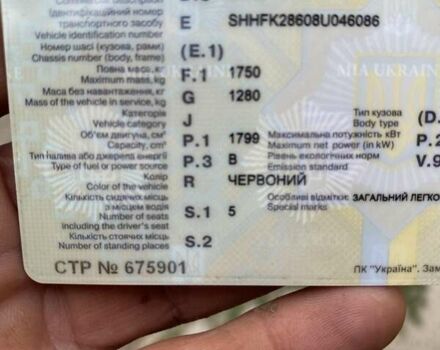 Commercial description
Ідентифікаційний номер
транспортного засобу E SHHFK28608U046086
Vehicle identification number
Номер шасі (кузова, рами) (E.1)
Chassis number (body, frame)
Повна маса, кг F.1 1750 MIA UKRAINE
Maximum mass, kg
Маса без навантаження, кг G 1280
Mass of the vehicle in service, kg
Категорія J Тип кузова (D.
Vehicle category Body type
Об'єм двигуна, см³ P.1 1799 Максимальна потужність кВт P.2
Capacity, cm³ Maximum net power (in kW)
Тип палива або джерела енергії P.3 B Рівень екологічних норм V.9
Type of fuel or power source Emission standard
Колір R ЧЕРВОНИЙ
Color of the vehicle
Кількість сидячих місць Особливі відмітки: ЗАГАЛЬНИЙ ЛЕГКО
з місцем водія S.1 5 Special marks
Number of seats
including the driver's seat
Кількість стоячих місць S.2
Number of standing places
СТР № 675901 ПК "Україна". Зам